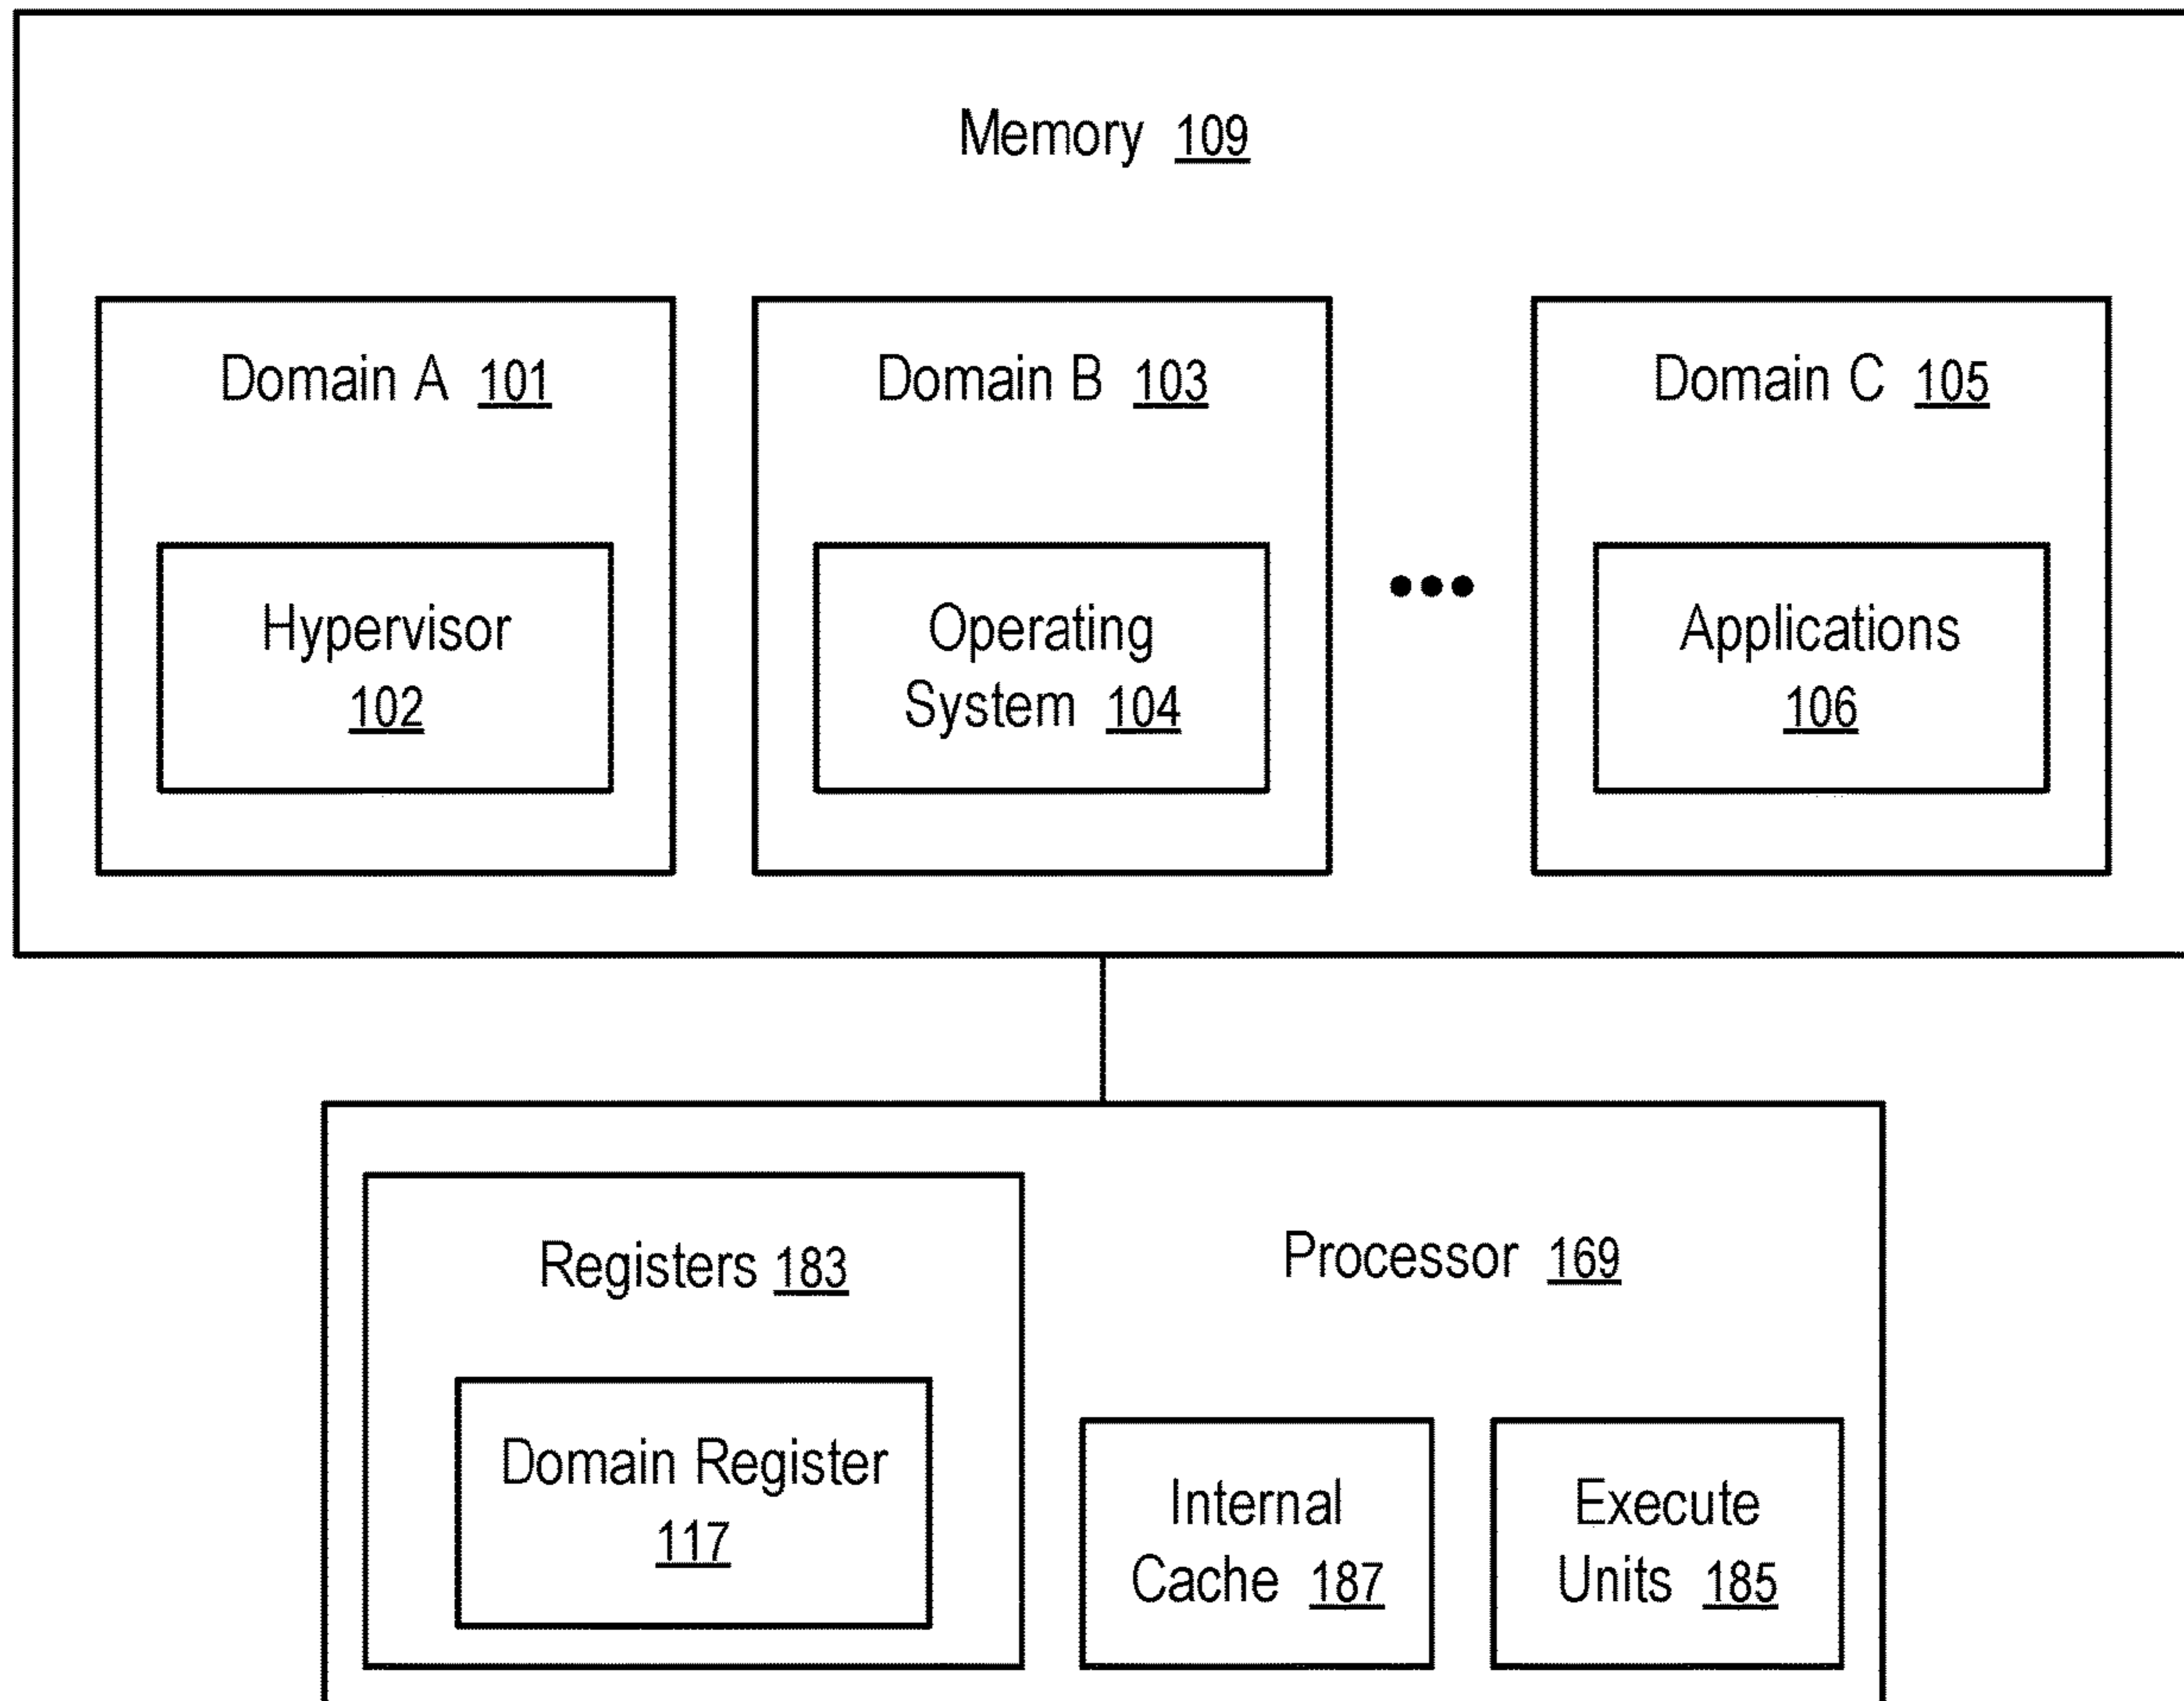 Memory 109
Domain A 101
Domain B 103
Domain C 105
Hypervisor
102
Operating
System 104
Applications
106
Registers 183
Processor 169
Domain Register
117
Internal
Cache 187
Execute
Units 185